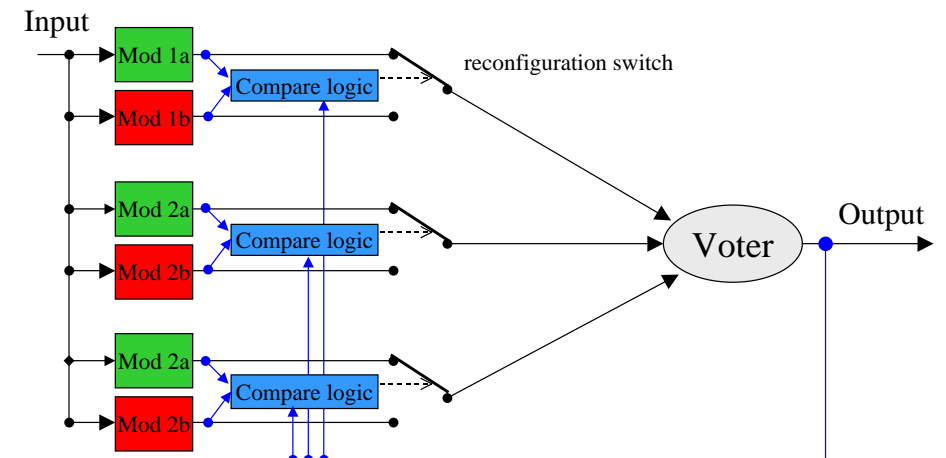 Input
Mod 1a
Compare logic
reconfiguration switch
Mod 1b
Mod 2a
Compare logic
Mod 2b
Voter
Output
Mod 2a
Compare logic
Mod 2b